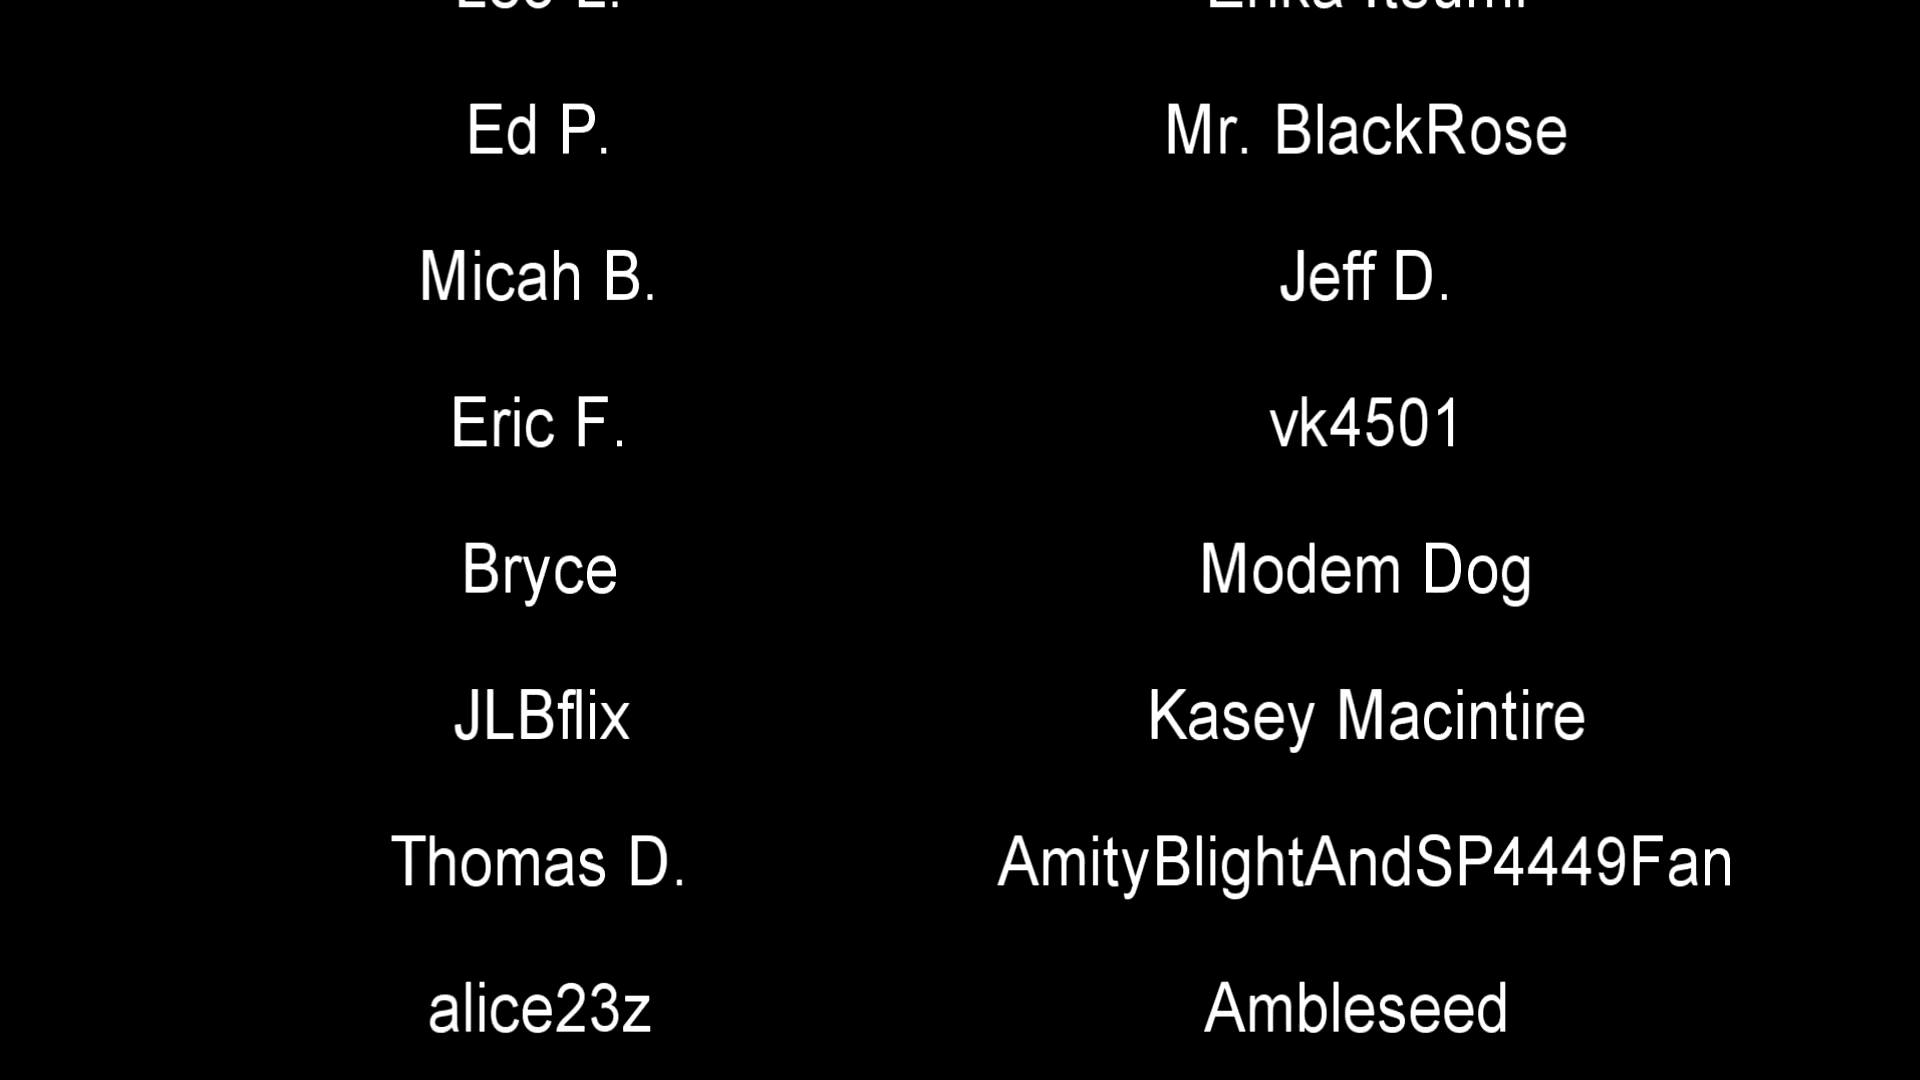 Ed P. Mr. BlackRose
Micah B. Jeff D.
Eric F. vk4501
Bryce Modem Dog
JLBflix Kasey Macintire
Thomas D. AmityBlightAndSP4449Fan
alice23z Ambleseed